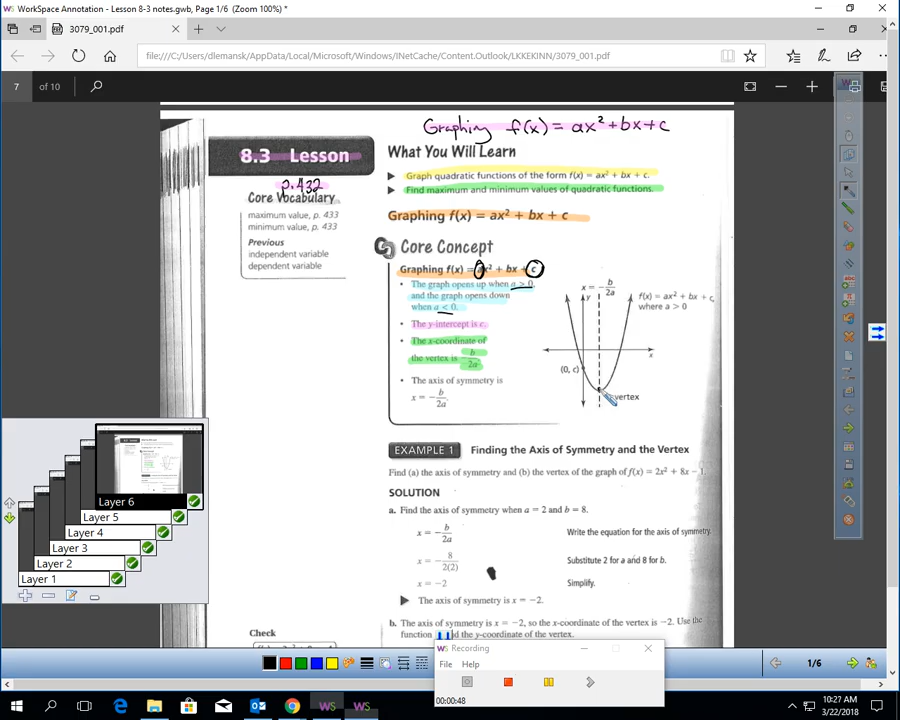 WorkSpace Annotation - Lesson 8-3 notes.gwb, Page 1/6 (Zoom 100%) *
3079_001.pdf
file:///C:/Users/dlemansk/AppData/Local/Microsoft/Windows/INetCache/Content.Outlook/LKKEKINN/3079_001.pdf
7 of 10
Graphing f(x) = ax² + bx + c
8.3 Lesson
What You Will Learn
Graph quadratic functions of the form f(x) = ax² + bx + c.
Find maximum and minimum values of quadratic functions.
p.432
Core Vocabulary
maximum value, p. 433
minimum value, p. 433
Previous
independent variable
dependent variable
Graphing f(x) = ax² + bx + c
Core Concept
Graphing f(x) = ax² + bx + c
• The graph opens up when a > 0,
and the graph opens down
when a < 0.
• The y-intercept is c.
• The x-coordinate of
the vertex is b/2a
• The axis of symmetry is
x = −b/2a.
x = −b/2a
y
f(x) = ax² + bx + c,
where a > 0
x
(0, c)
vertex
EXAMPLE 1 Finding the Axis of Symmetry and the Vertex
Find (a) the axis of symmetry and (b) the vertex of the graph of f(x) = 2x² + 8x − 1.
SOLUTION
a. Find the axis of symmetry when a = 2 and b = 8.
x = −b/2a Write the equation for the axis of symmetry.
x = −8/2(2) Substitute 2 for a and 8 for b.
x = −2 Simplify.
The axis of symmetry is x = −2.
b. The axis of symmetry is x = −2, so the x-coordinate of the vertex is −2. Use the
function the y-coordinate of the vertex.
Check
Layer 6
Layer 5
Layer 4
Layer 3
Layer 2
Layer 1
Recording
File Help
00:00:48
1/6
abc
10:27 AM
3/22/2018